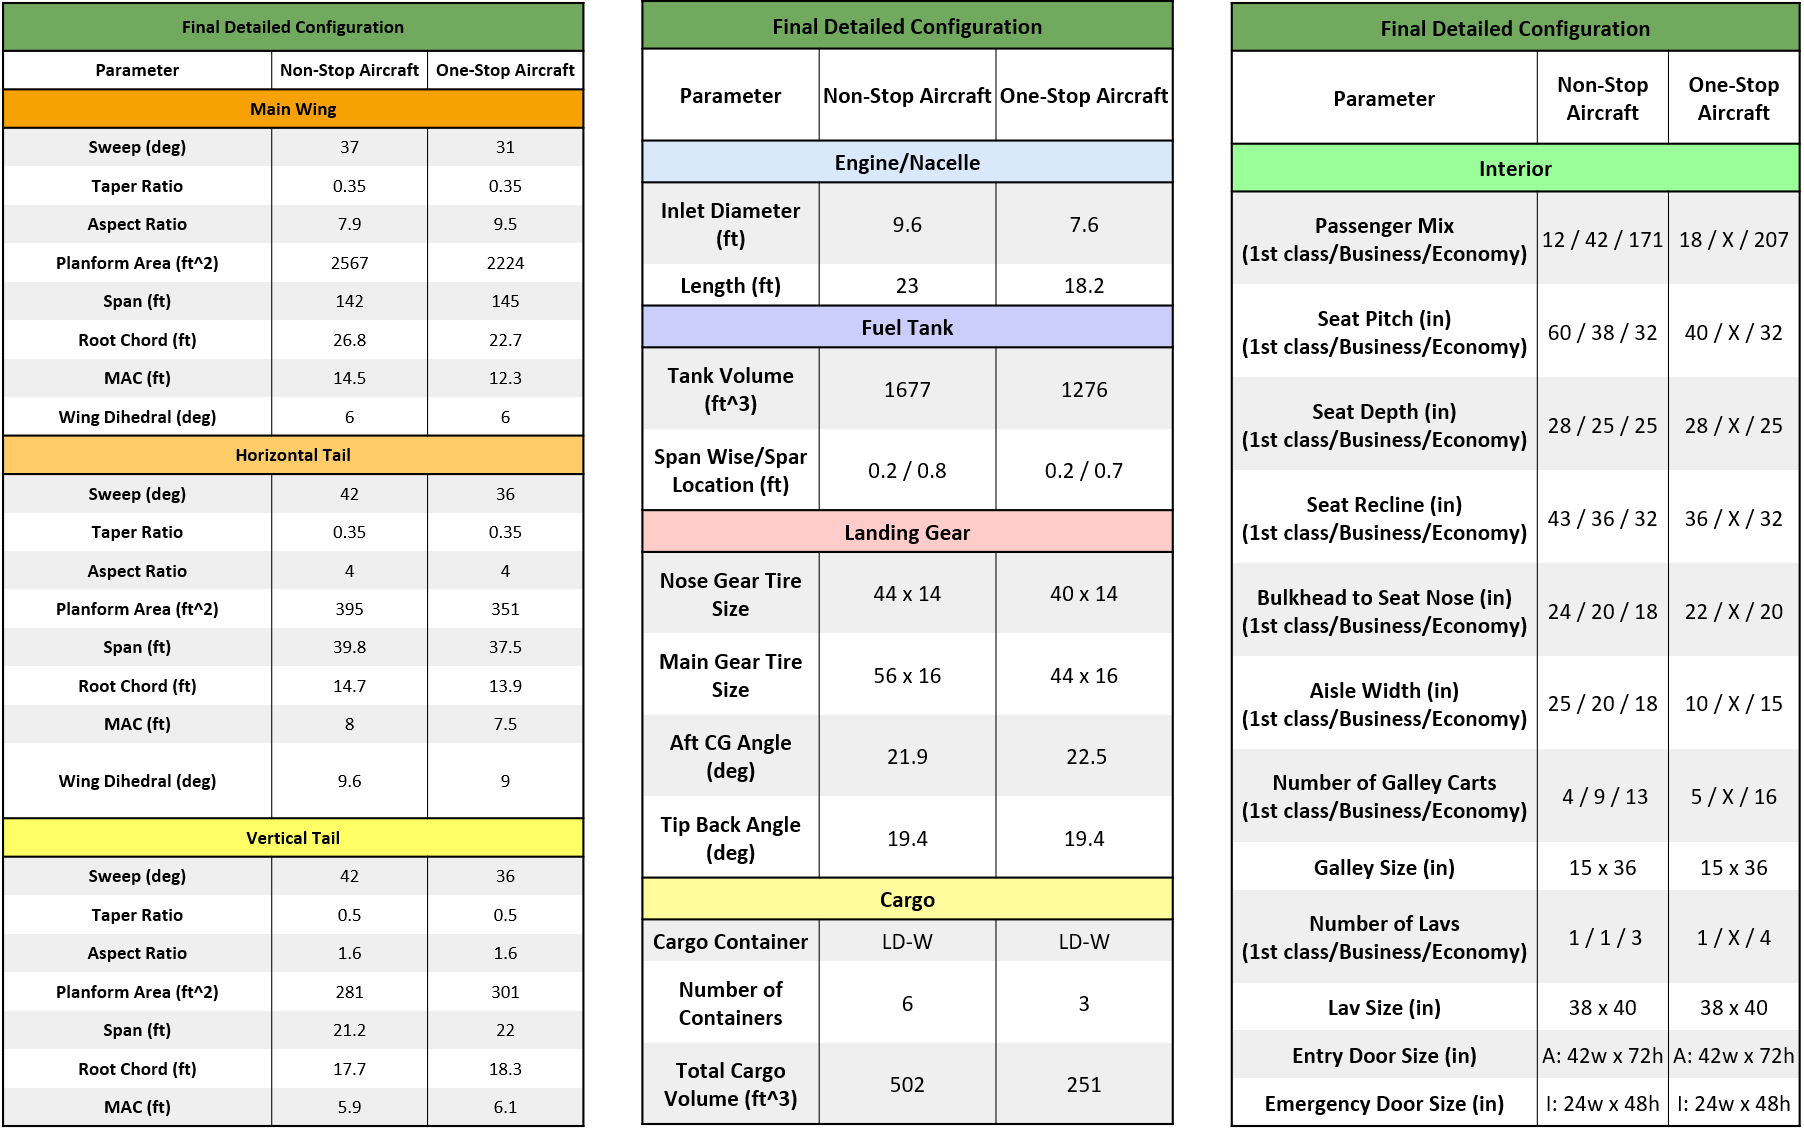 Final Detailed Configuration
Parameter Non-Stop Aircraft One-Stop Aircraft
Main Wing
Sweep (deg) 37 31
Taper Ratio 0.35 0.35
Aspect Ratio 7.9 9.5
Planform Area (ft^2) 2567 2224
Span (ft) 142 145
Root Chord (ft) 26.8 22.7
MAC (ft) 14.5 12.3
Wing Dihedral (deg) 6 6
Horizontal Tail
Sweep (deg) 42 36
Taper Ratio 0.35 0.35
Aspect Ratio 4 4
Planform Area (ft^2) 395 351
Span (ft) 39.8 37.5
Root Chord (ft) 14.7 13.9
MAC (ft) 8 7.5
Wing Dihedral (deg) 9.6 9
Vertical Tail
Sweep (deg) 42 36
Taper Ratio 0.5 0.5
Aspect Ratio 1.6 1.6
Planform Area (ft^2) 281 301
Span (ft) 21.2 22
Root Chord (ft) 17.7 18.3
MAC (ft) 5.9 6.1
Final Detailed Configuration
Parameter Non-Stop Aircraft One-Stop Aircraft
Engine/Nacelle
Inlet Diameter
(ft) 9.6 7.6
Length (ft) 23 18.2
Fuel Tank
Tank Volume
(ft^3) 1677 1276
Span Wise/Spar
Location (ft) 0.2 / 0.8 0.2 / 0.7
Landing Gear
Nose Gear Tire
Size 44 x 14 40 x 14
Main Gear Tire
Size 56 x 16 44 x 16
Aft CG Angle
(deg) 21.9 22.5
Tip Back Angle
(deg) 19.4 19.4
Cargo
Cargo Container LD-W LD-W
Number of
Containers 6 3
Total Cargo
Volume (ft^3) 502 251
Final Detailed Configuration
Parameter Non-Stop One-Stop
Aircraft Aircraft
Interior
Passenger Mix
(1st class/Business/Economy) 12 / 42 / 171 18 / X / 207
Seat Pitch (in)
(1st class/Business/Economy) 60 / 38 / 32 40 / X / 32
Seat Depth (in)
(1st class/Business/Economy) 28 / 25 / 25 28 / X / 25
Seat Recline (in)
(1st class/Business/Economy) 43 / 36 / 32 36 / X / 32
Bulkhead to Seat Nose (in)
(1st class/Business/Economy) 24 / 20 / 18 22 / X / 20
Aisle Width (in)
(1st class/Business/Economy) 25 / 20 / 18 10 / X / 15
Number of Galley Carts
(1st class/Business/Economy) 4 / 9 / 13 5 / X / 16
Galley Size (in) 15 x 36 15 x 36
Number of Lavs
(1st class/Business/Economy) 1 / 1 / 3 1 / X / 4
Lav Size (in) 38 x 40 38 x 40
Entry Door Size (in) A: 42w x 72h A: 42w x 72h
Emergency Door Size (in) I: 24w x 48h I: 24w x 48h